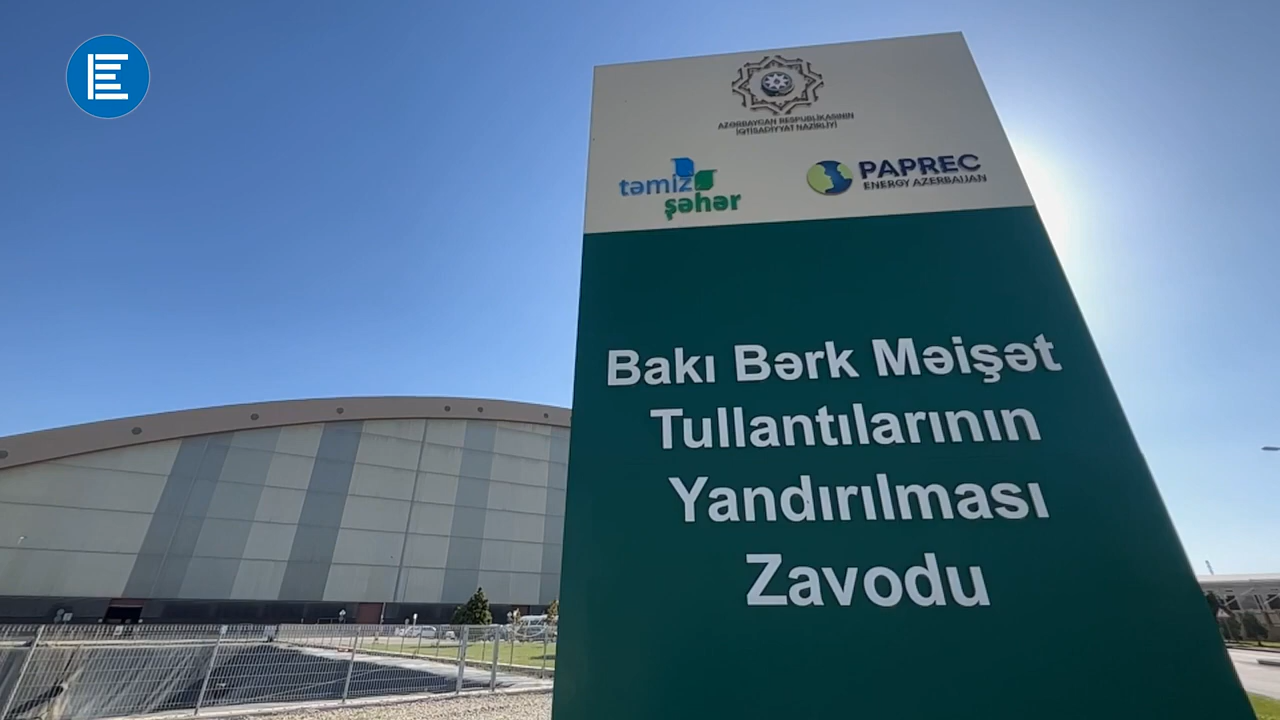 AZƏRBAYCAN RESPUBLİKASININ
İQTİSADİYYAT NAZİRLİYİ
təmiz
şəhər
PAPREC
ENERGY AZERBAIJAN
Bakı Bərk Məişət
Tullantılarının
Yandırılması
Zavodu